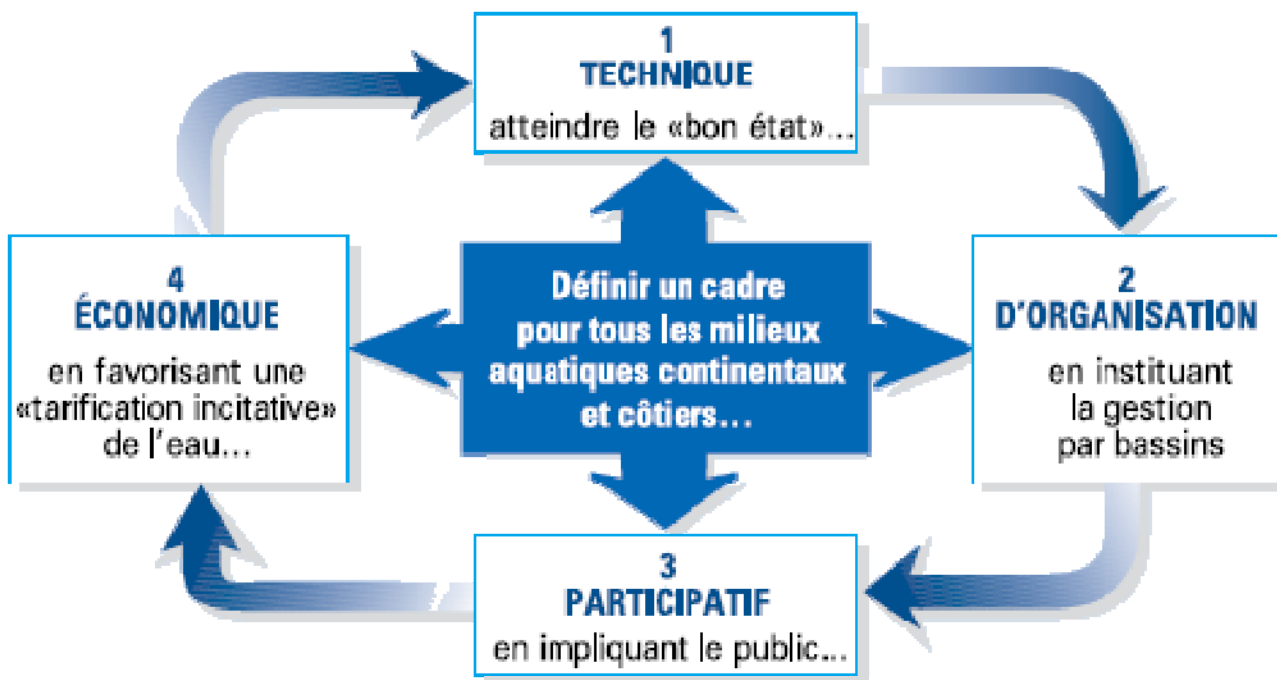 1
TECHNIQUE
atteindre le «bon état»...
4
ÉCONOMIQUE
en favorisant une
«tarification incitative»
de l'eau...
Définir un cadre
pour tous les milieux
aquatiques continentaux
et côtiers...
2
D'ORGANISATION
en instituant
la gestion
par bassins
3
PARTICIPATIF
en impliquant le public...